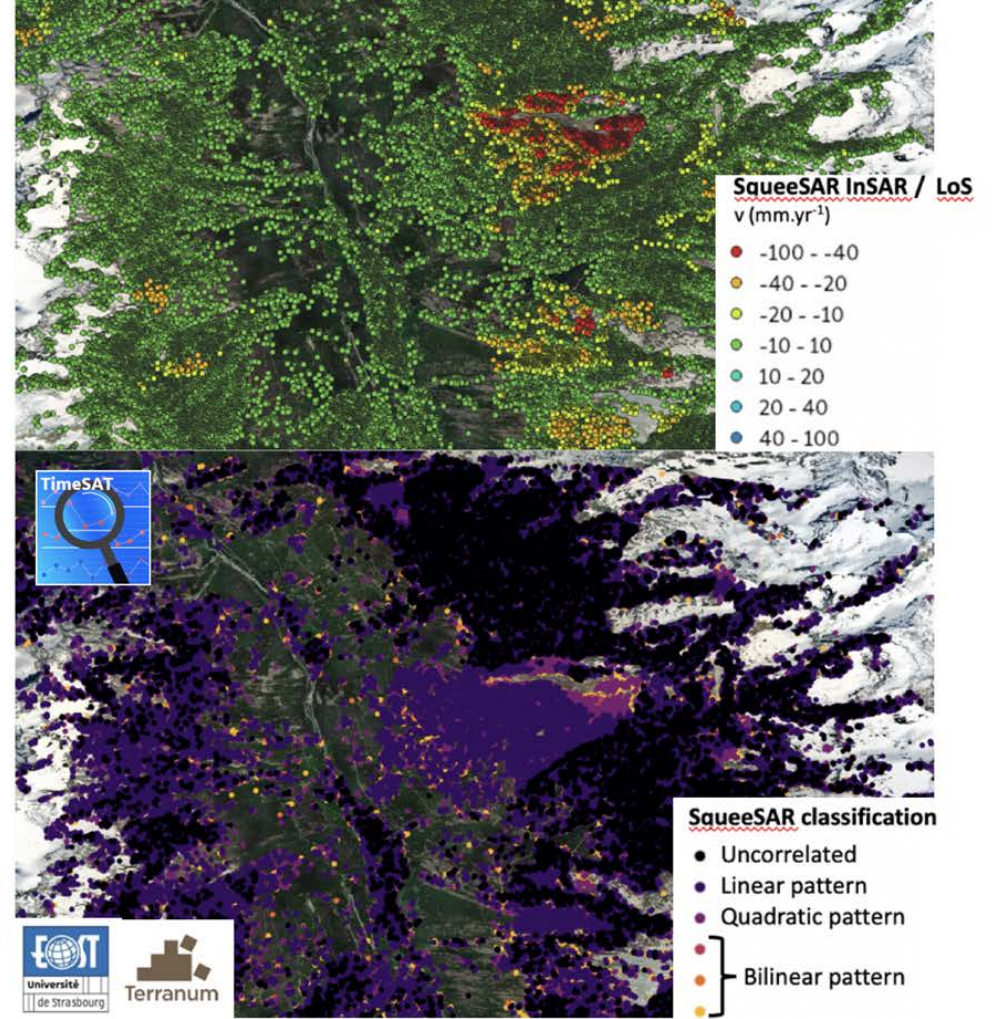 SqueeSAR InSAR / LoS
v (mm.yr-1)
-100 - -40
-40 - -20
-20 - -10
-10 - 10
10 - 20
20 - 40
40 - 100
TimeSAT
SqueeSAR classification
Uncorrelated
Linear pattern
Quadratic pattern
Bilinear pattern
EOST
Université
de Strasbourg
Terranum